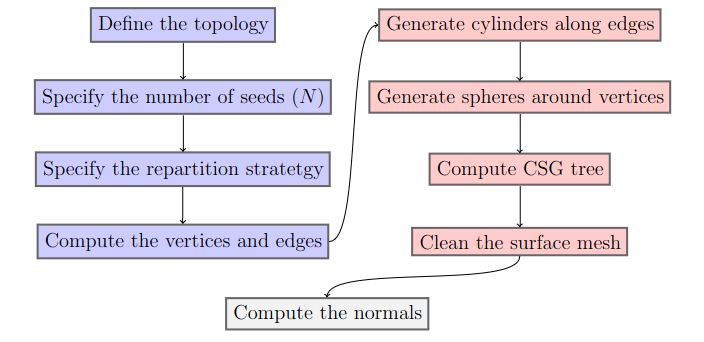 Define the topology
Specify the number of seeds (N)
Specify the repartition stratetgy
Compute the vertices and edges
Generate cylinders along edges
Generate spheres around vertices
Compute CSG tree
Clean the surface mesh
Compute the normals